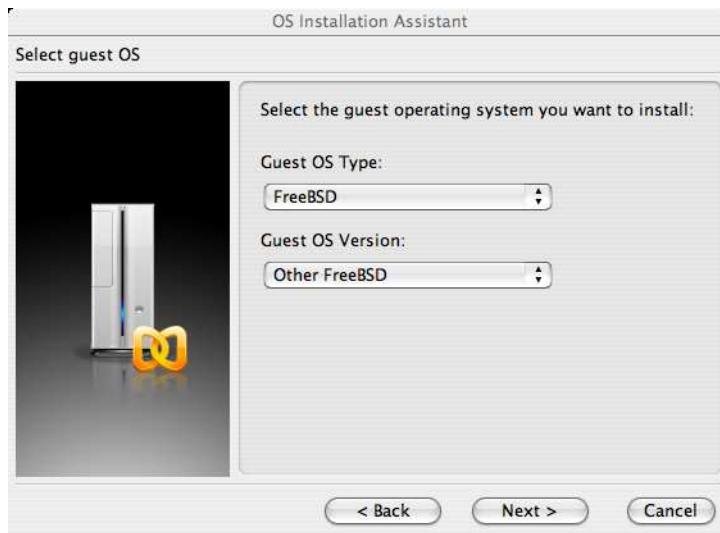 OS Installation Assistant
Select guest OS
Select the guest operating system you want to install:
Guest OS Type:
FreeBSD
Guest OS Version:
Other FreeBSD
< Back
Next >
Cancel